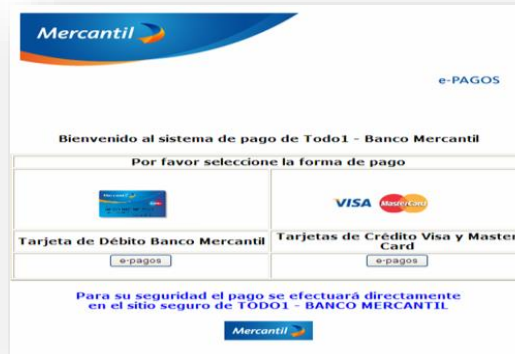 Mercantil
e-PAGOS
Bienvenido al sistema de pago de Todo1 - Banco Mercantil
Por favor seleccione la forma de pago
VISA MasterCard
Tarjeta de Débito Banco Mercantil
e-pagos
Tarjetas de Crédito Visa y Master
Card
e-pagos
Para su seguridad el pago se efectuará directamente
en el sitio seguro de TODO1 - BANCO MERCANTIL
Mercantil